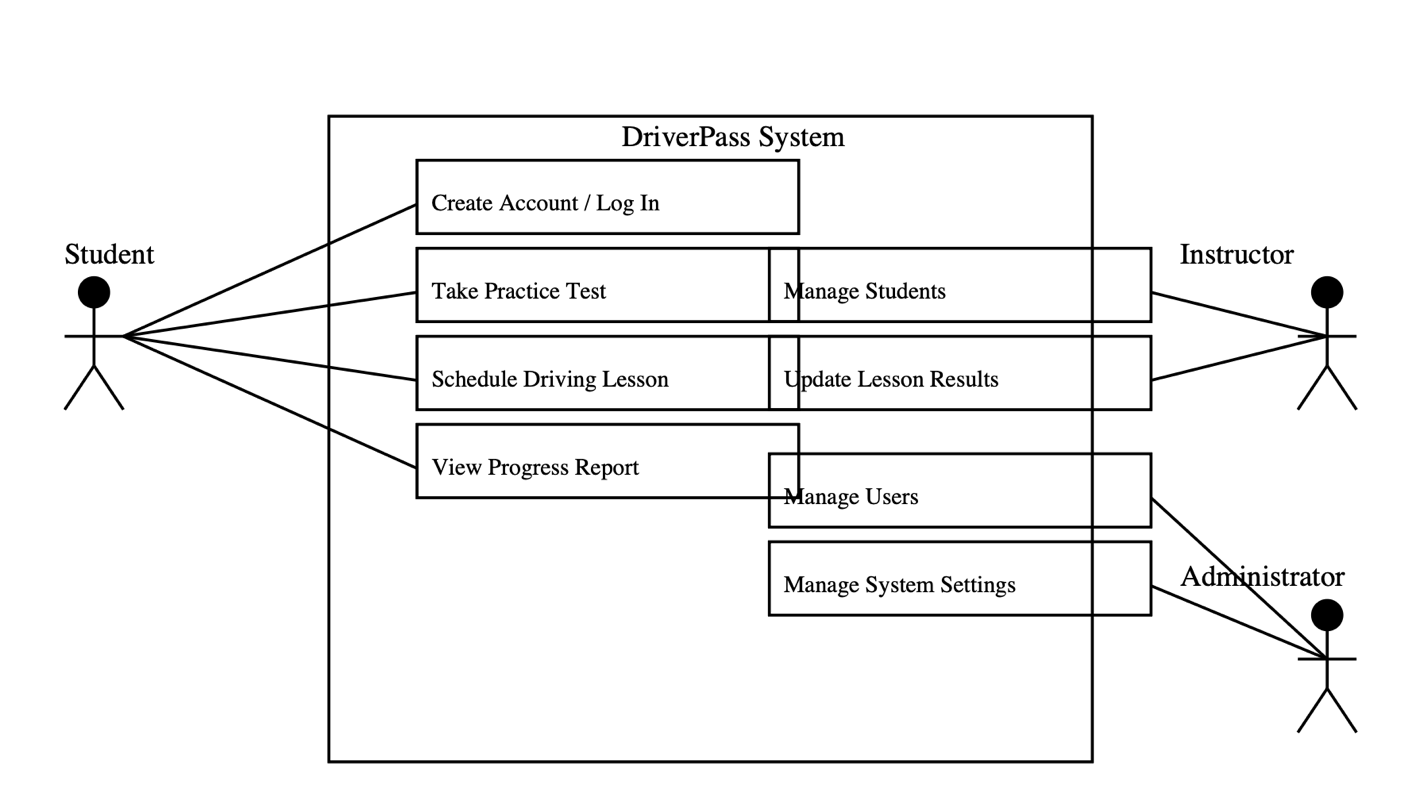 DriverPass System
Create Account / Log In
Student
Instructor
Take Practice Test
Manage Students
Schedule Driving Lesson
Update Lesson Results
View Progress Report
Manage Users
Administrator
Manage System Settings